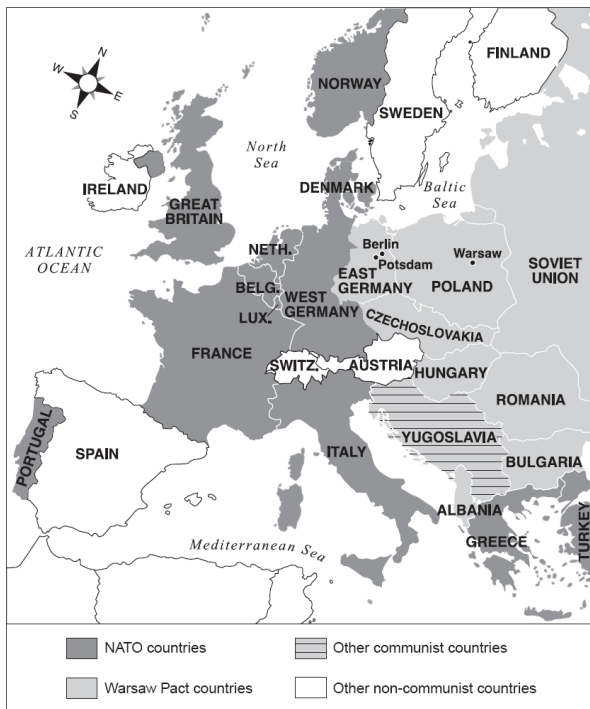 N
W
E
S
FINLAND
NORWAY
SWEDEN
North
Sea
IRELAND
DENMARK
Baltic
Sea
GREAT
BRITAIN
ATLANTIC
OCEAN
NETH.
Berlin
Potsdam
Warsaw
SOVIET
UNION
EAST
GERMANY
POLAND
BELG.
WEST
GERMANY
LUX.
CZECHOSLOVAKIA
FRANCE
SWITZ.
AUSTRIA
HUNGARY
ROMANIA
PORTUGAL
SPAIN
ITALY
YUGOSLAVIA
BULGARIA
ALBANIA
GREECE
TURKEY
Mediterranean Sea
NATO countries
Other communist countries
Warsaw Pact countries
Other non-communist countries